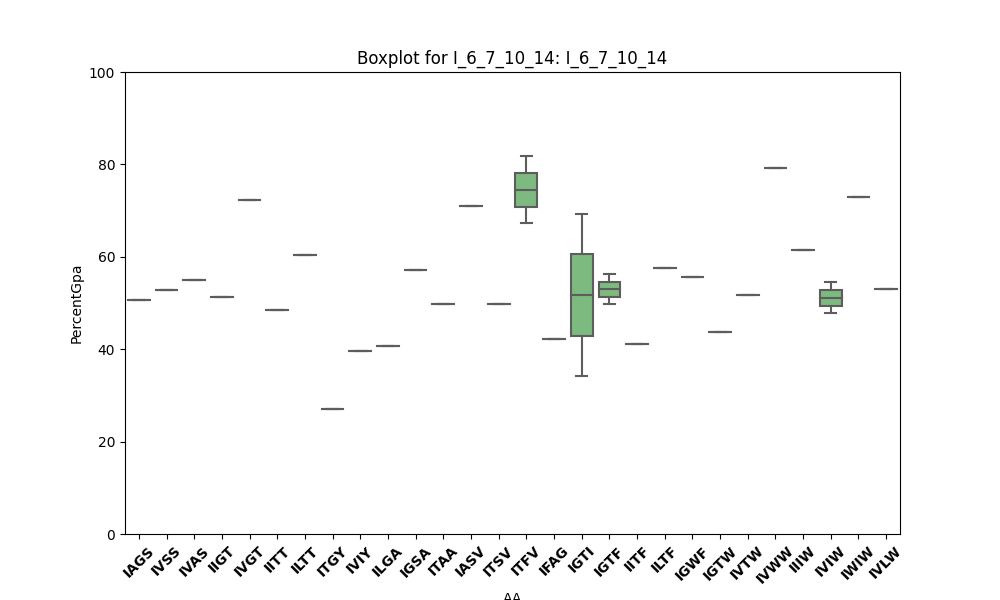 Boxplot for I_6_7_10_14: I_6_7_10_14
100
80
60
40
20
0
PercentGpa
IAGS IVSS IVAS IIGT IVGT IITT ILTT ITGY IVIY ILGA IGSA ITAA IASV ITSV ITFV IFAG IGTI IGTF IITF ILTF IGWF IGTW IVTW IVWW IIIW IVIW IWIW IVLW
AA